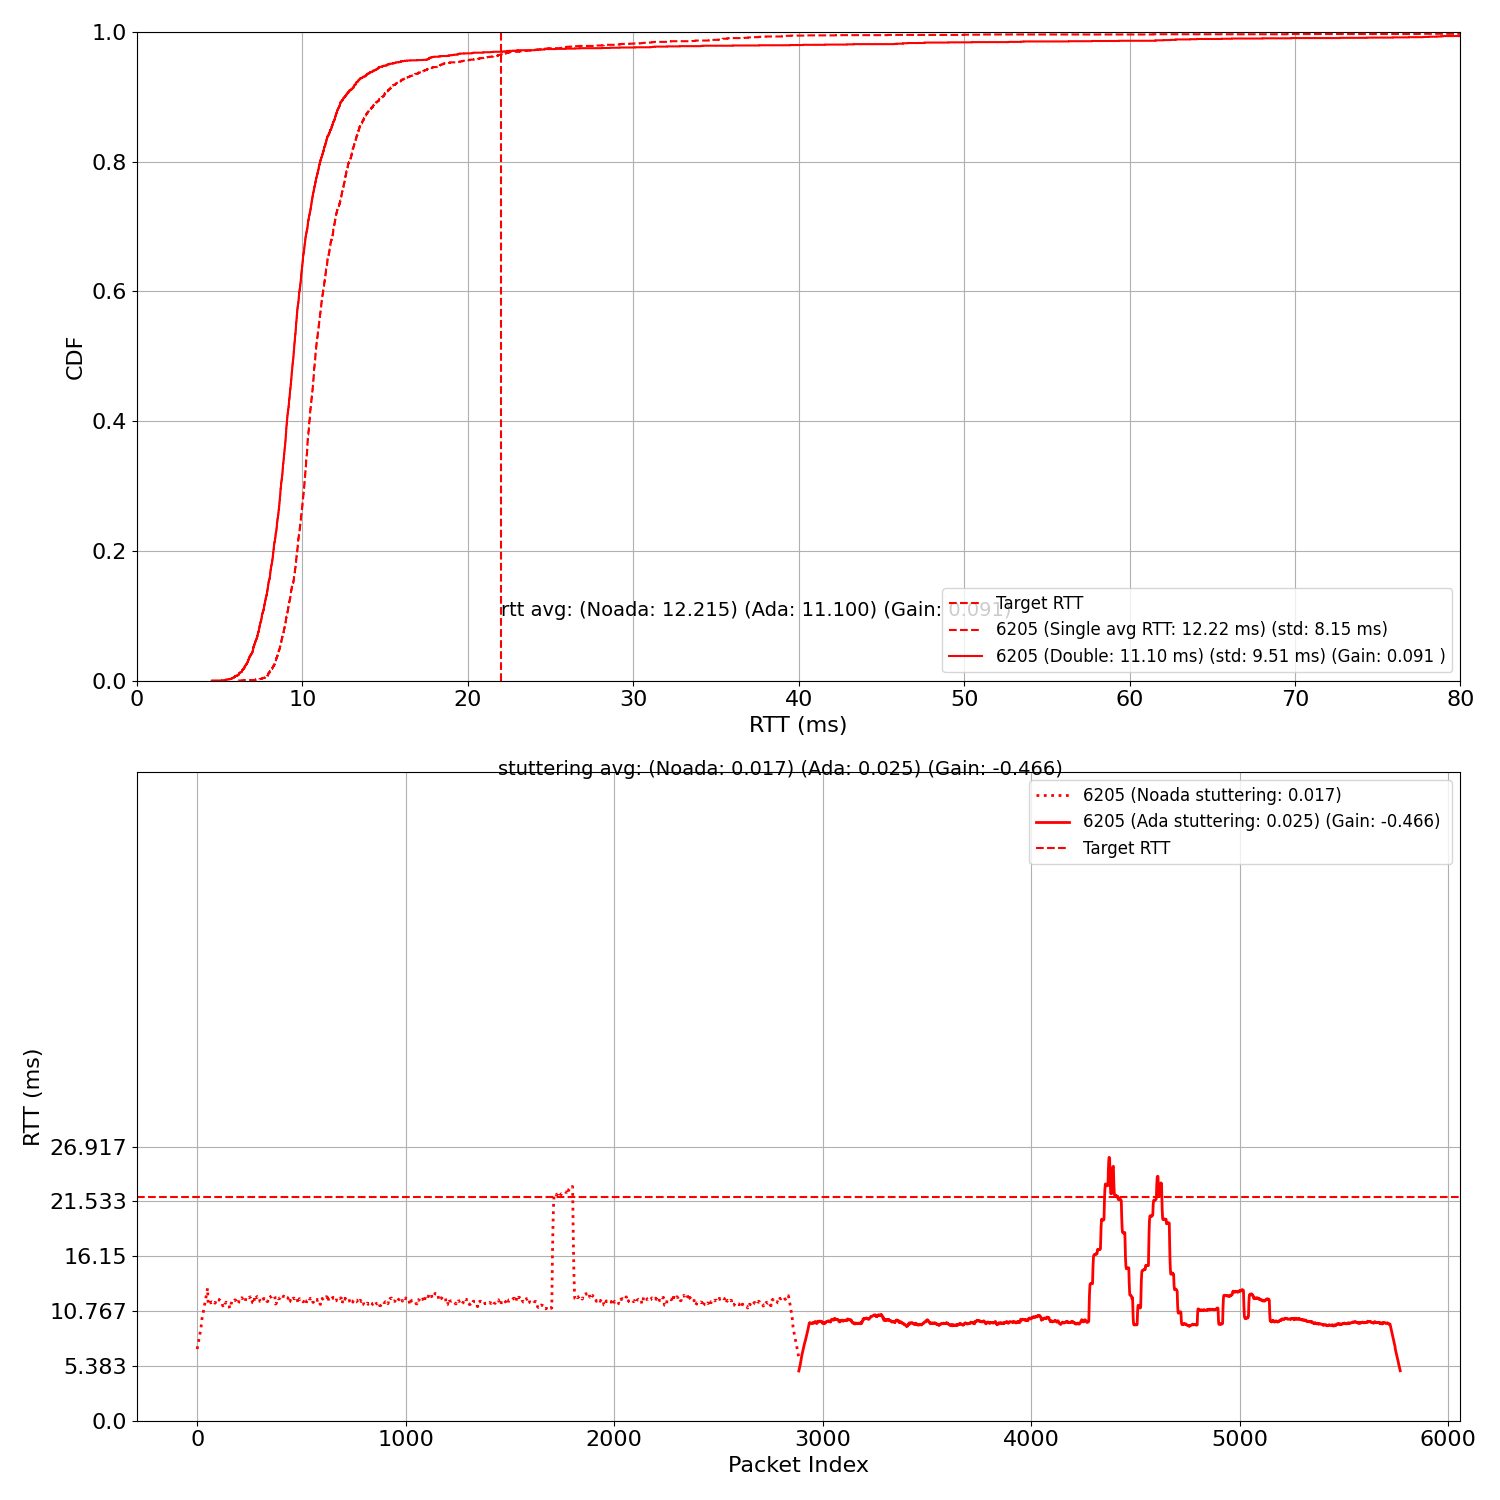 1.0
0.8
0.6
0.4
0.2
0.0
CDF
rtt avg: (Noada: 12.215) (Ada: 11.100) (Gain: 0.091)
Target RTT
6205 (Single avg RTT: 12.22 ms) (std: 8.15 ms)
6205 (Double: 11.10 ms) (std: 9.51 ms) (Gain: 0.091 )
0 10 20 30 40 50 60 70 80
RTT (ms)
stuttering avg: (Noada: 0.017) (Ada: 0.025) (Gain: -0.466)
6205 (Noada stuttering: 0.017)
6205 (Ada stuttering: 0.025) (Gain: -0.466)
Target RTT
RTT (ms)
26.917
21.533
16.15
10.767
5.383
0.0
0 1000 2000 3000 4000 5000 6000
Packet Index